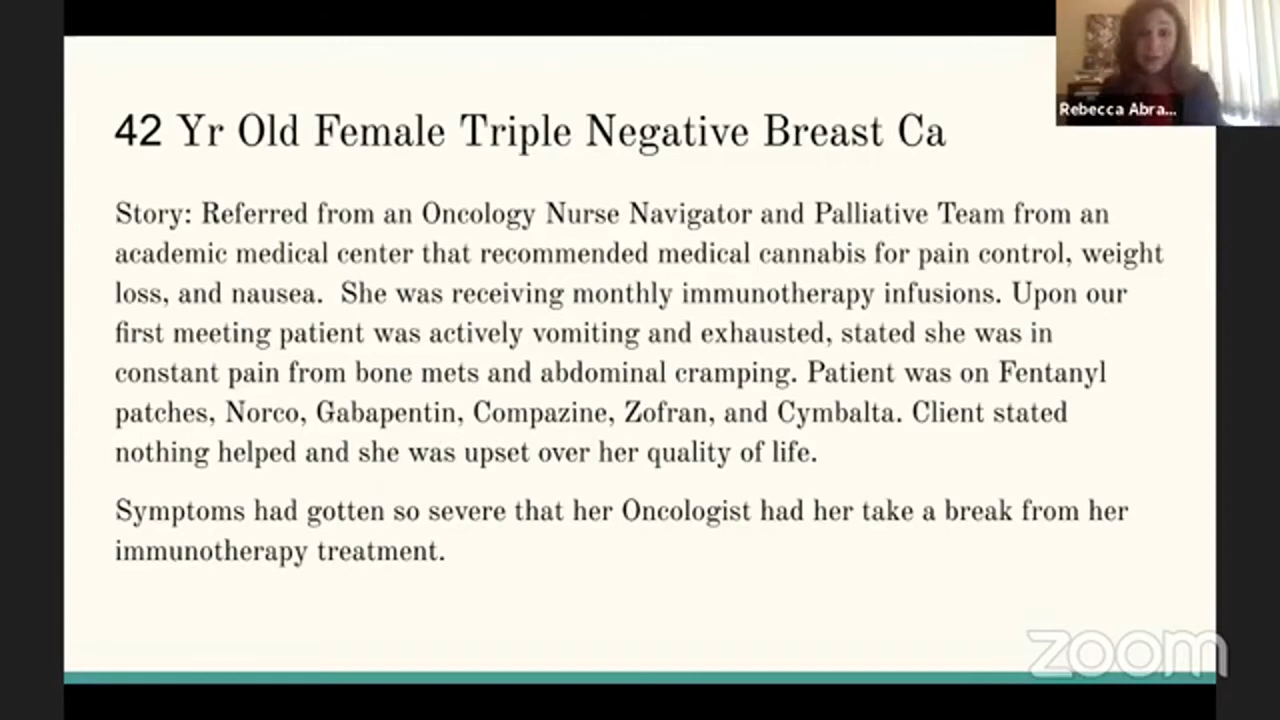 Rebecca Abra...
42 Yr Old Female Triple Negative Breast Ca
Story: Referred from an Oncology Nurse Navigator and Palliative Team from an
academic medical center that recommended medical cannabis for pain control, weight
loss, and nausea.  She was receiving monthly immunotherapy infusions. Upon our
first meeting patient was actively vomiting and exhausted, stated she was in
constant pain from bone mets and abdominal cramping. Patient was on Fentanyl
patches, Norco, Gabapentin, Compazine, Zofran, and Cymbalta. Client stated
nothing helped and she was upset over her quality of life.
Symptoms had gotten so severe that her Oncologist had her take a break from her
immunotherapy treatment.
zoom